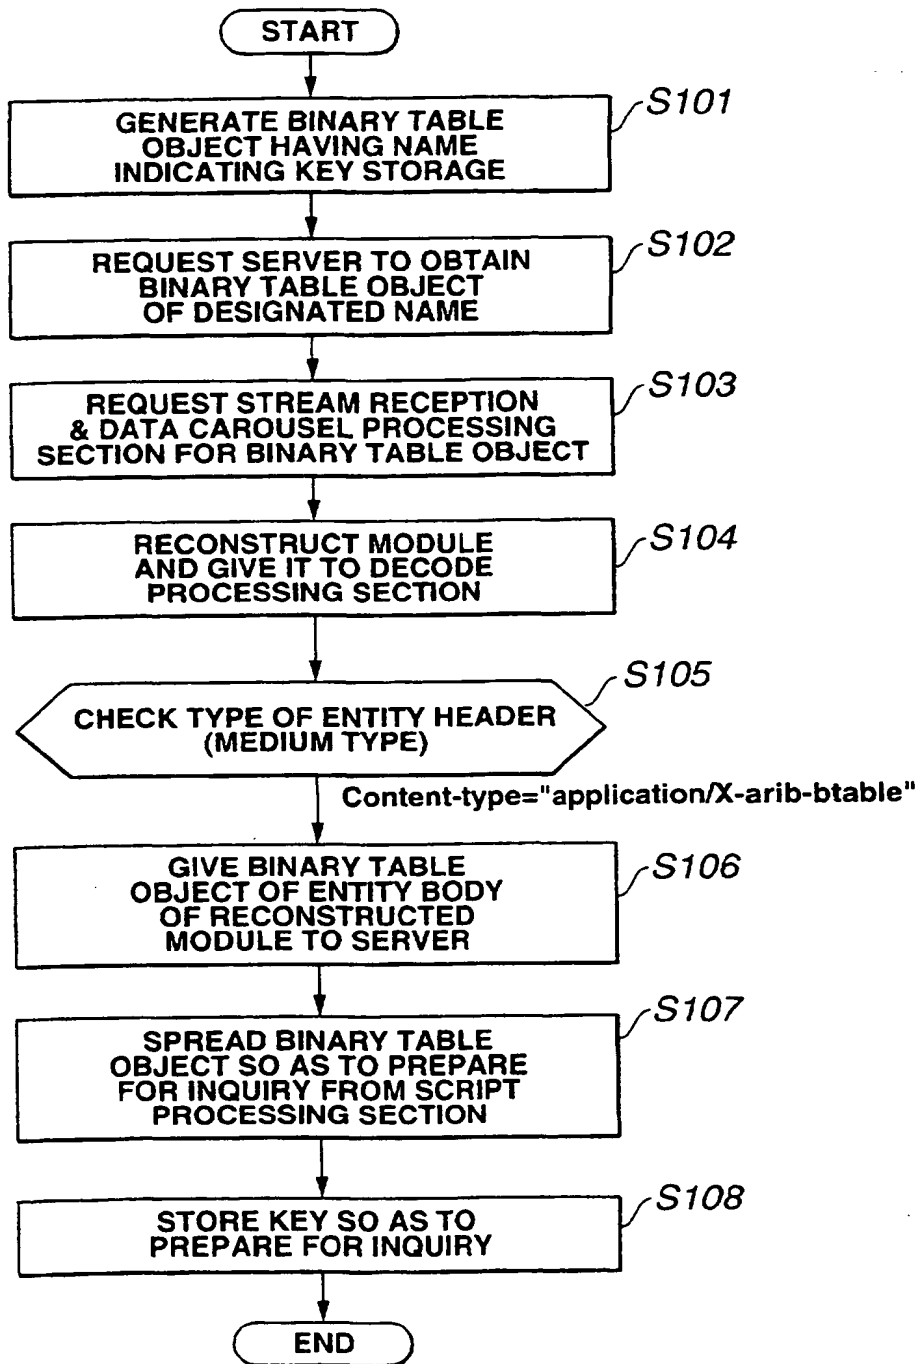 START
S101
GENERATE BINARY TABLE
OBJECT HAVING NAME
INDICATING KEY STORAGE
S102
REQUEST SERVER TO OBTAIN
BINARY TABLE OBJECT
OF DESIGNATED NAME
S103
REQUEST STREAM RECEPTION
& DATA CAROUSEL PROCESSING
SECTION FOR BINARY TABLE OBJECT
S104
RECONSTRUCT MODULE
AND GIVE IT TO DECODE
PROCESSING SECTION
S105
CHECK TYPE OF ENTITY HEADER
(MEDIUM TYPE)
Content-type="application/X-arib-btable"
S106
GIVE BINARY TABLE
OBJECT OF ENTITY BODY
OF RECONSTRUCTED
MODULE TO SERVER
S107
SPREAD BINARY TABLE
OBJECT SO AS TO PREPARE
FOR INQUIRY FROM SCRIPT
PROCESSING SECTION
S108
STORE KEY SO AS TO
PREPARE FOR INQUIRY
END